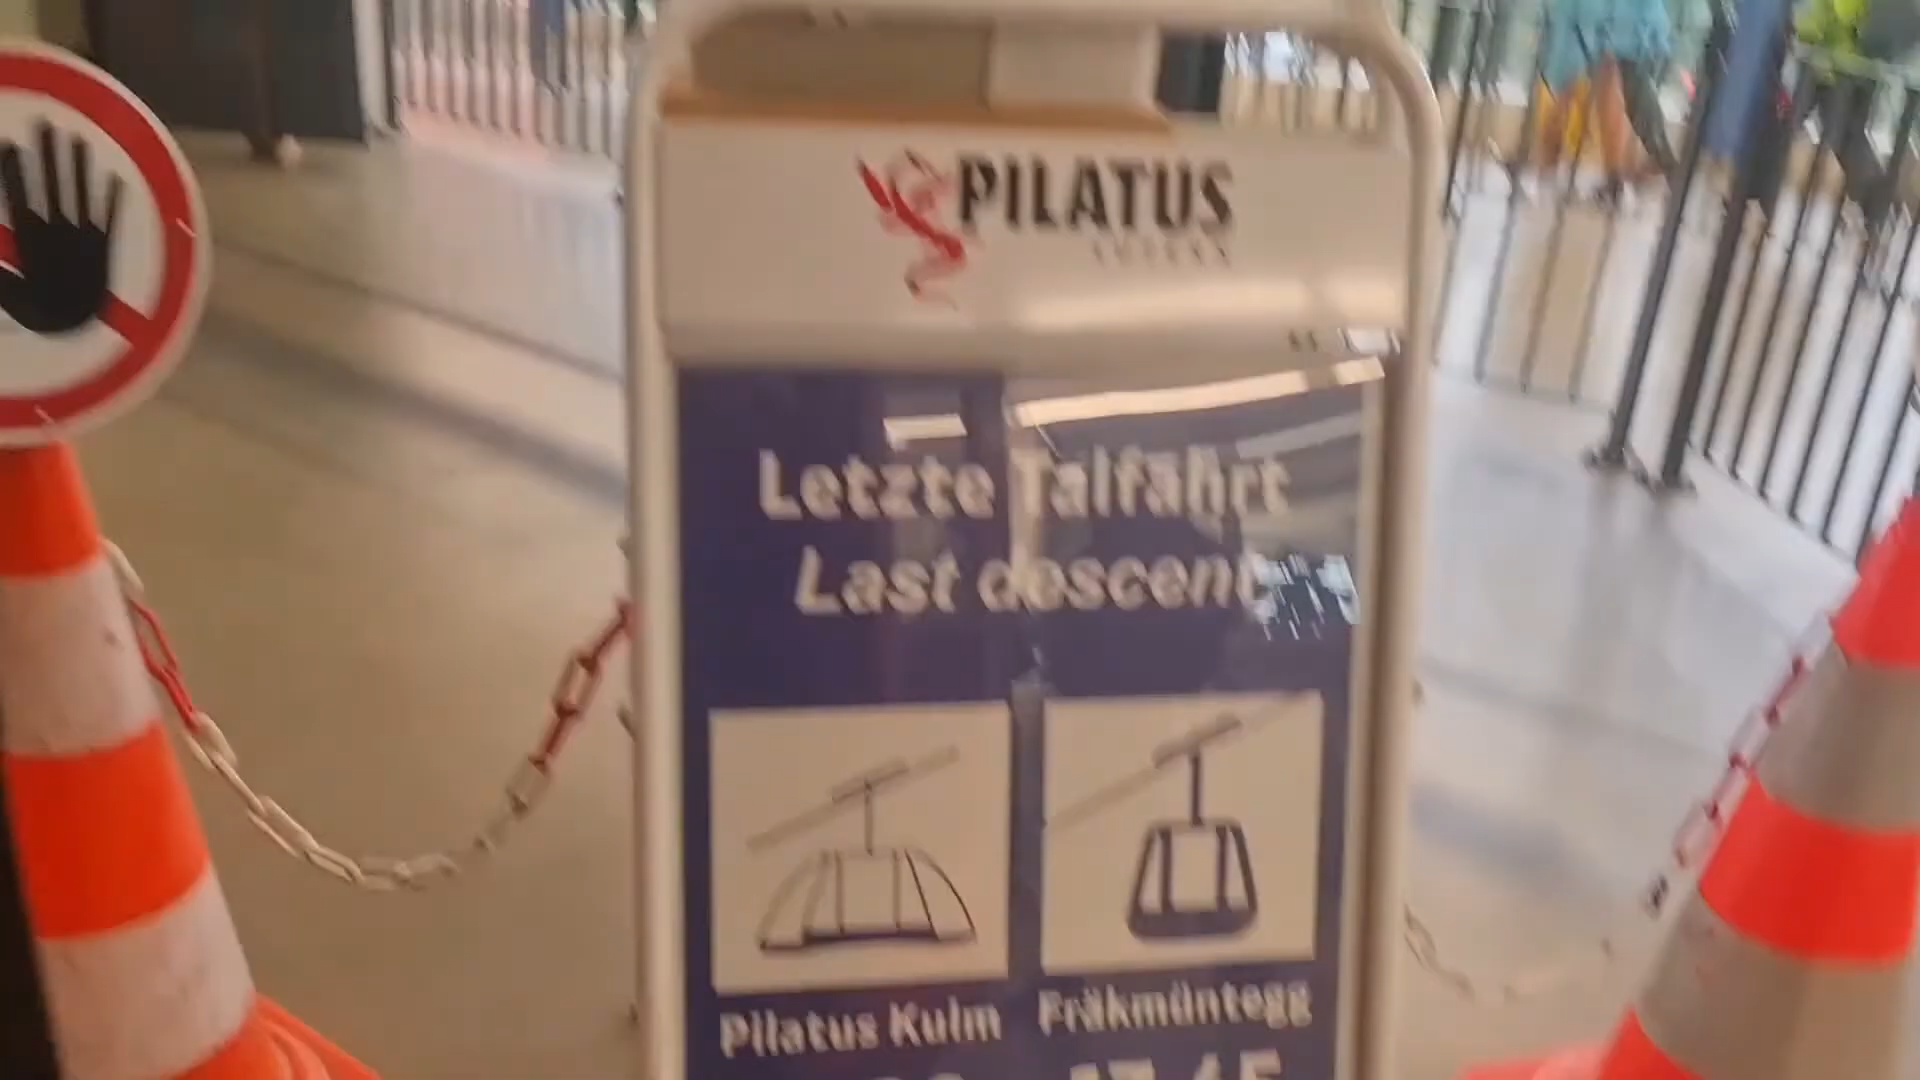 PILATUS
Letzte Talfahrt
Last descent
Pilatus Kulm
Fräkmüntegg